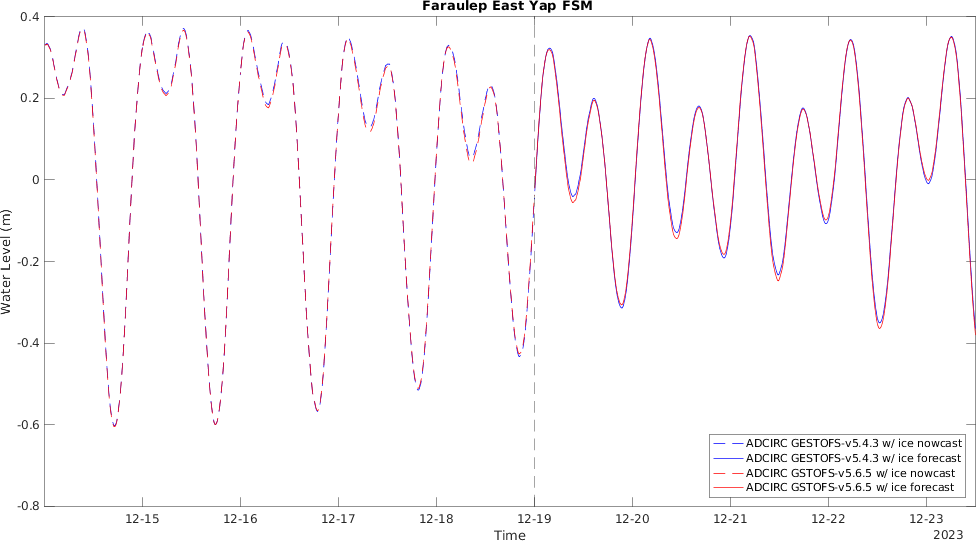 Faraulep East Yap FSM
0.4
0.2
0
-0.2
-0.4
-0.6
-0.8
Water Level (m)
ADCIRC GESTOFS-v5.4.3 w/ ice nowcast
ADCIRC GESTOFS-v5.4.3 w/ ice forecast
ADCIRC GSTOFS-v5.6.5 w/ ice nowcast
ADCIRC GSTOFS-v5.6.5 w/ ice forecast
12-15 12-16 12-17 12-18 12-19 12-20 12-21 12-22 12-23
Time
2023